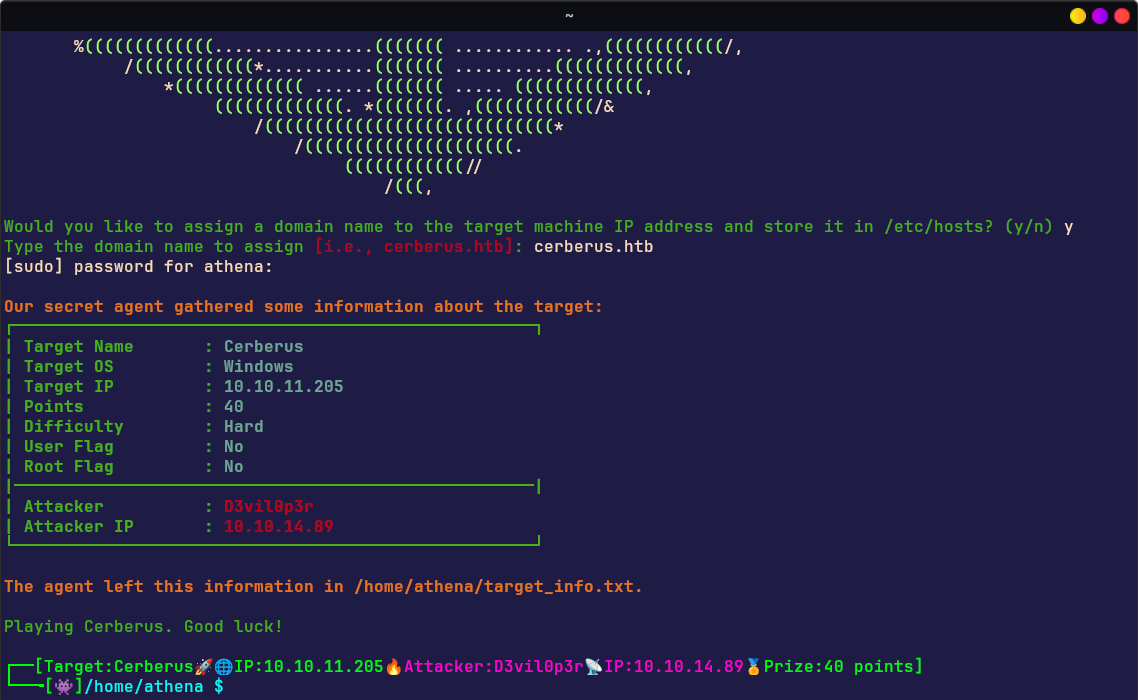 ~
%(((((((((((((................((((((( ............ .,((((((((((((/,
/((((((((((((*...........((((((( ..........(((((((((((((,
*((((((((((((( ......((((((( ..... (((((((((((((,
(((((((((((((. *(((((((. ,((((((((((((/&
/(((((((((((((((((((((((((((((*
/(((((((((((((((((((((.
((((((((((((//
/(((,
Would you like to assign a domain name to the target machine IP address and store it in /etc/hosts? (y/n) y
Type the domain name to assign [i.e., cerberus.htb]: cerberus.htb
[sudo] password for athena:
Our secret agent gathered some information about the target:
| Target Name : Cerberus
| Target OS : Windows
| Target IP : 10.10.11.205
| Points : 40
| Difficulty : Hard
| User Flag : No
| Root Flag : No
| Attacker : D3vil0p3r
| Attacker IP : 10.10.14.89
The agent left this information in /home/athena/target_info.txt.
Playing Cerberus. Good luck!
┌──[Target:Cerberus🚀🌐IP:10.10.11.205🔥Attacker:D3vil0p3r📡IP:10.10.14.89🏅Prize:40 points]
└──╼[👾]/home/athena $